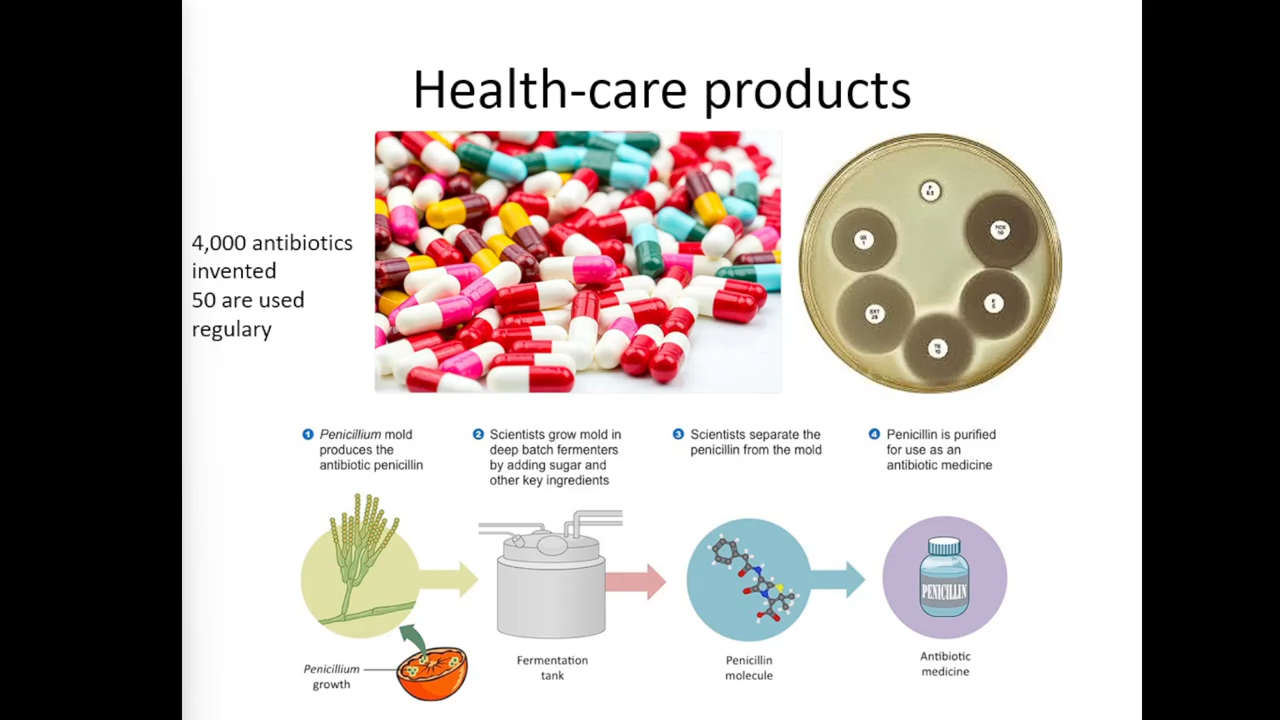 Health-care products
4,000 antibiotics
invented
50 are used
regulary
P
TE
10
1 Penicillium mold
produces the
antibiotic penicillin
2 Scientists grow mold in
deep batch fermenters
by adding sugar and
other key ingredients
3 Scientists separate the
penicillin from the mold
4 Penicillin is purified
for use as an
antibiotic medicine
PENICILLIN
Penicillium
growth
Fermentation
tank
Penicillin
molecule
Antibiotic
medicine